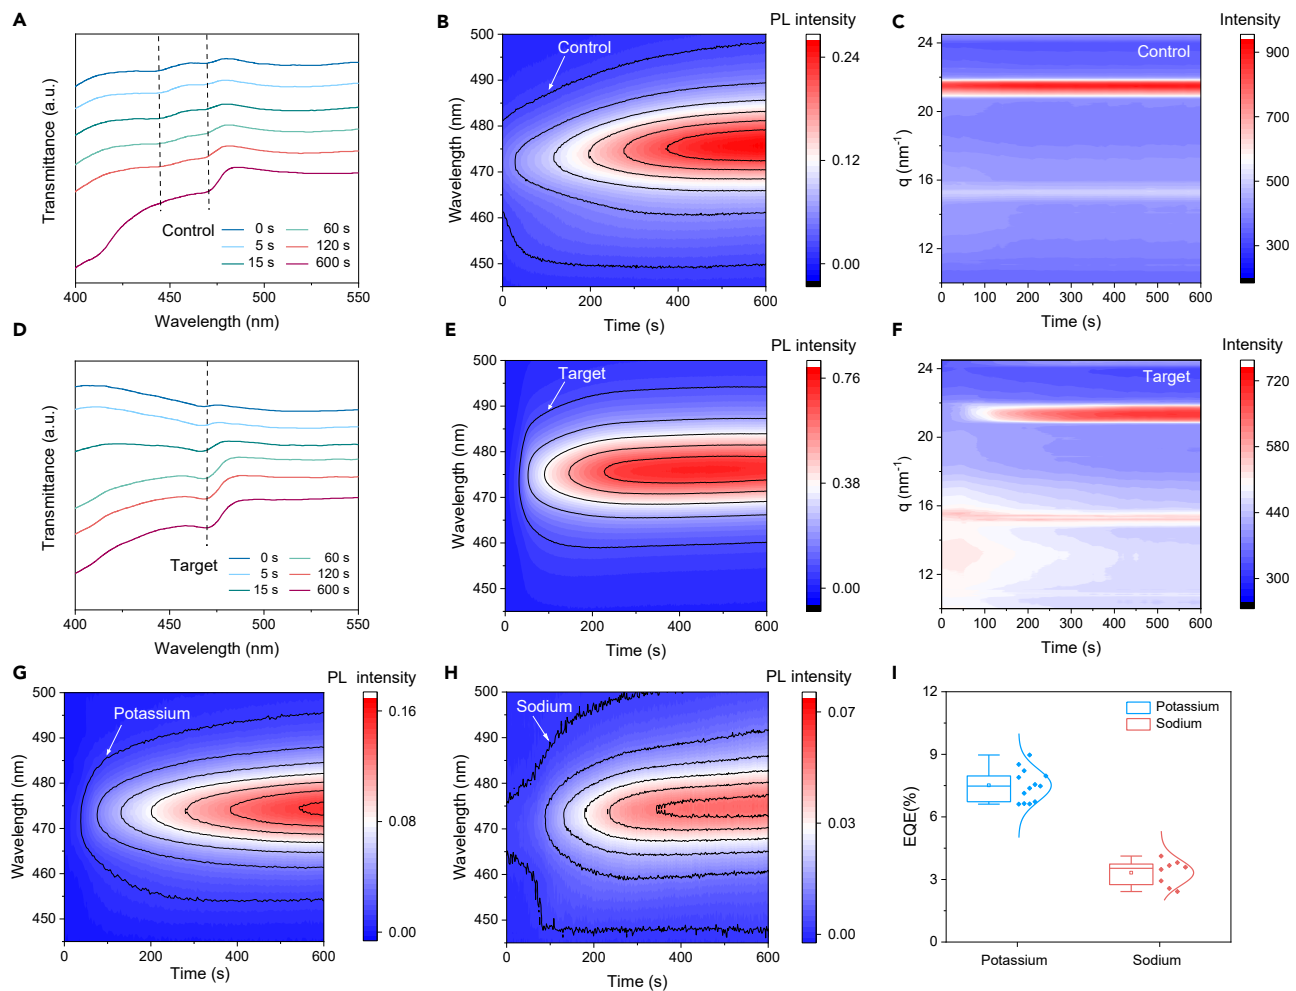 A
Transmittance (a.u.)
Control
0 s
5 s
15 s
60 s
120 s
600 s
400
450
500
550
Wavelength (nm)
B
PL intensity
Control
500
490
480
470
460
450
Wavelength (nm)
0
200
400
600
Time (s)
0.24
0.12
0.00
C
Intensity
Control
24
20
16
12
q (nm-1)
0
100
200
300
400
500
600
Time (s)
900
700
500
300
D
Transmittance (a.u.)
Target
0 s
5 s
15 s
60 s
120 s
600 s
400
450
500
550
Wavelength (nm)
E
PL intensity
Target
500
490
480
470
460
450
Wavelength (nm)
0
200
400
600
Time (s)
0.76
0.38
0.00
F
Intensity
Target
24
20
16
12
q (nm-1)
0
100
200
300
400
500
600
Time (s)
720
580
440
300
G
PL intensity
Potassium
500
490
480
470
460
450
Wavelength (nm)
0
200
400
600
Time (s)
0.16
0.08
0.00
H
PL intensity
Sodium
500
490
480
470
460
450
Wavelength (nm)
0
200
400
600
Time (s)
0.07
0.03
0.00
I
Potassium
Sodium
12
9
6
3
0
EQE(%)
Potassium
Sodium